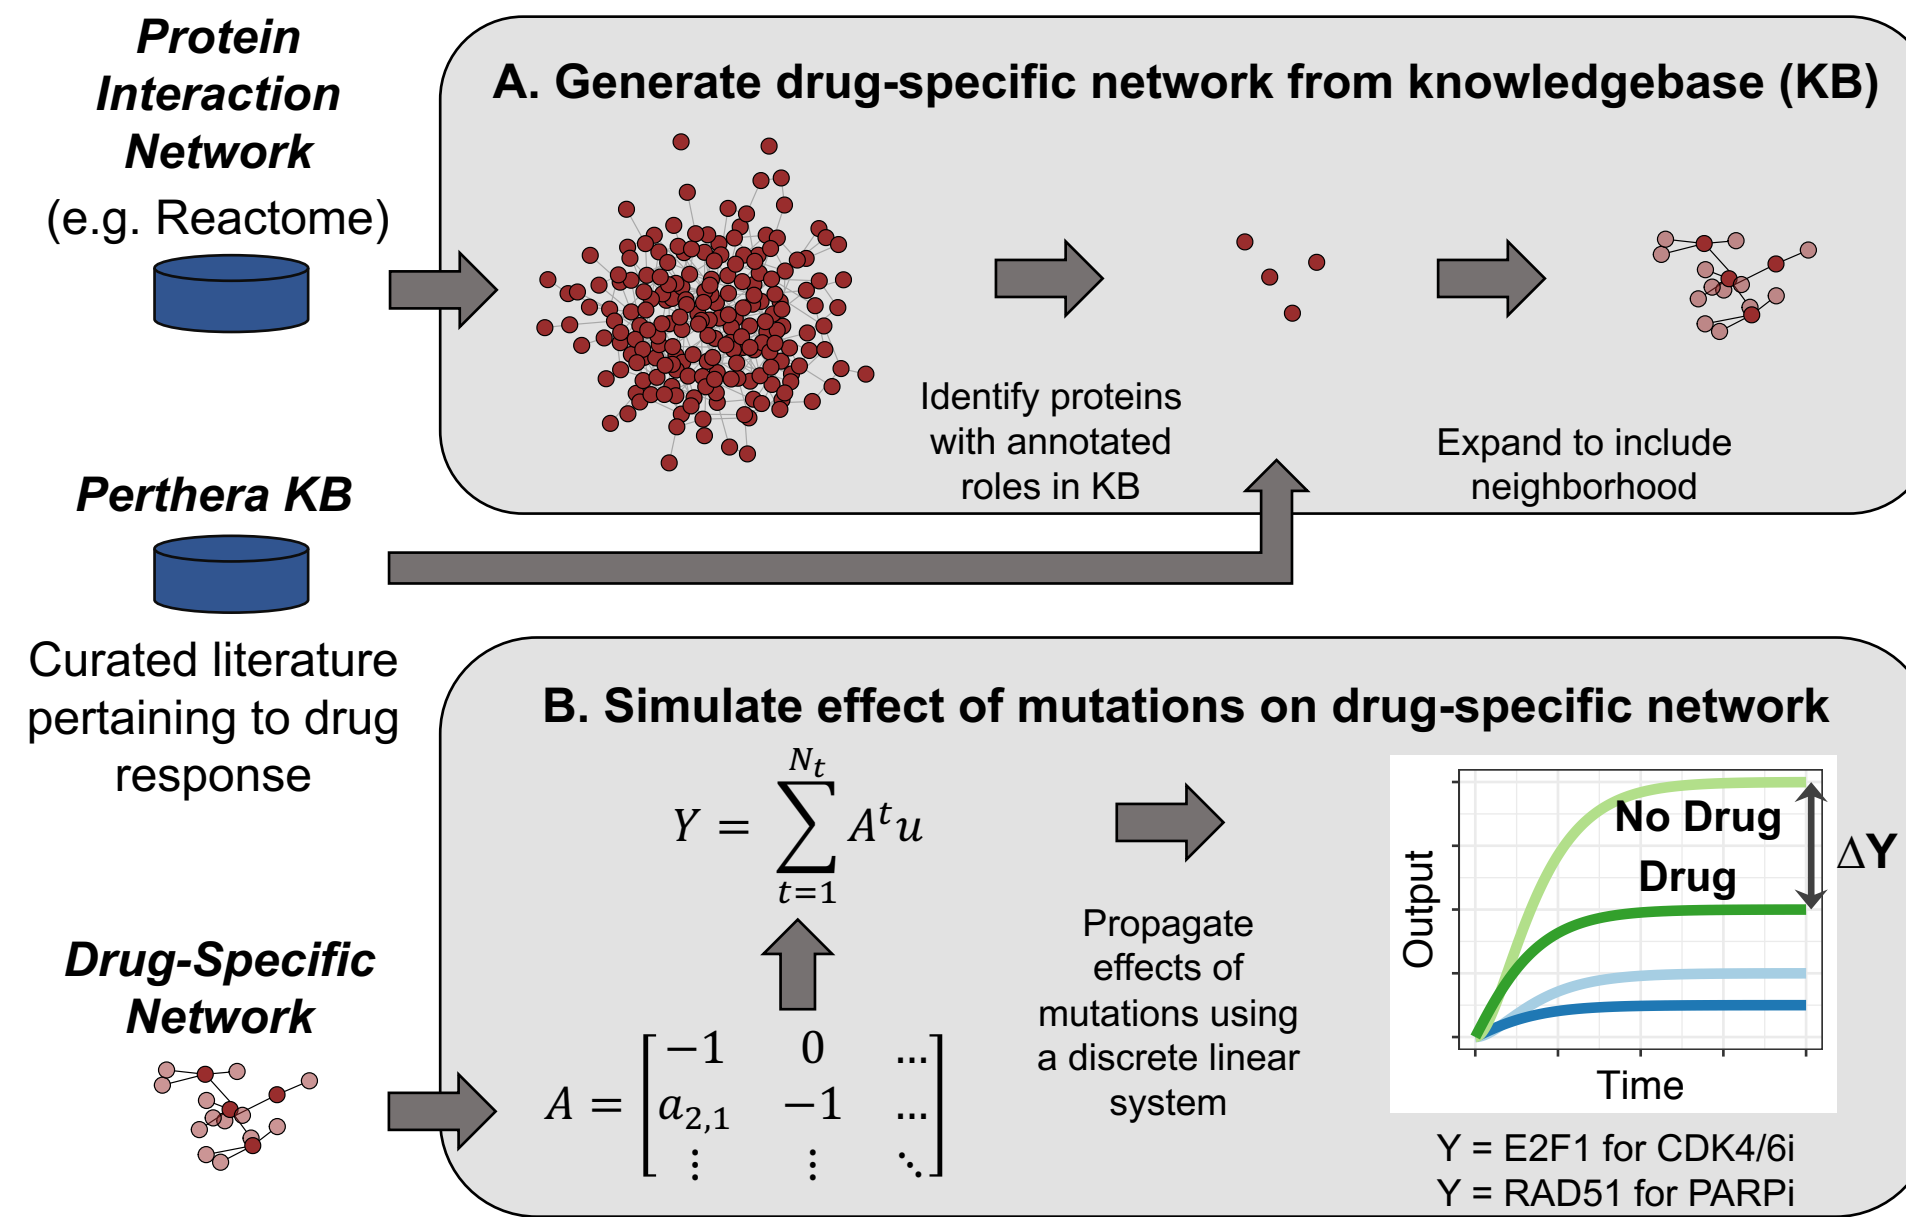 Protein
Interaction
Network
(e.g. Reactome)
A. Generate drug-specific network from knowledgebase (KB)
Identify proteins
with annotated
roles in KB
Expand to include
neighborhood
Perthera KB
Curated literature
pertaining to drug
response
B. Simulate effect of mutations on drug-specific network
Y = ∑_{t=1}^{N_t} A^t u
Drug-Specific
Network
A = [−1 0 ...
a_{2,1} −1 ...
⋮ ⋮ ⋱]
Propagate
effects of
mutations using
a discrete linear
system
No Drug
Drug
ΔY
Output
Time
Y = E2F1 for CDK4/6i
Y = RAD51 for PARPi